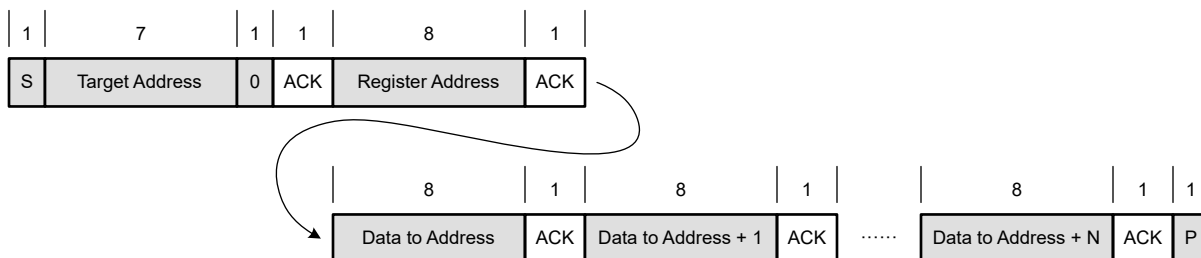 1 7 1 1 8 1
S Target Address 0 ACK Register Address ACK
8 1 8 1 8 1 1
Data to Address ACK Data to Address + 1 ACK ...... Data to Address + N ACK P